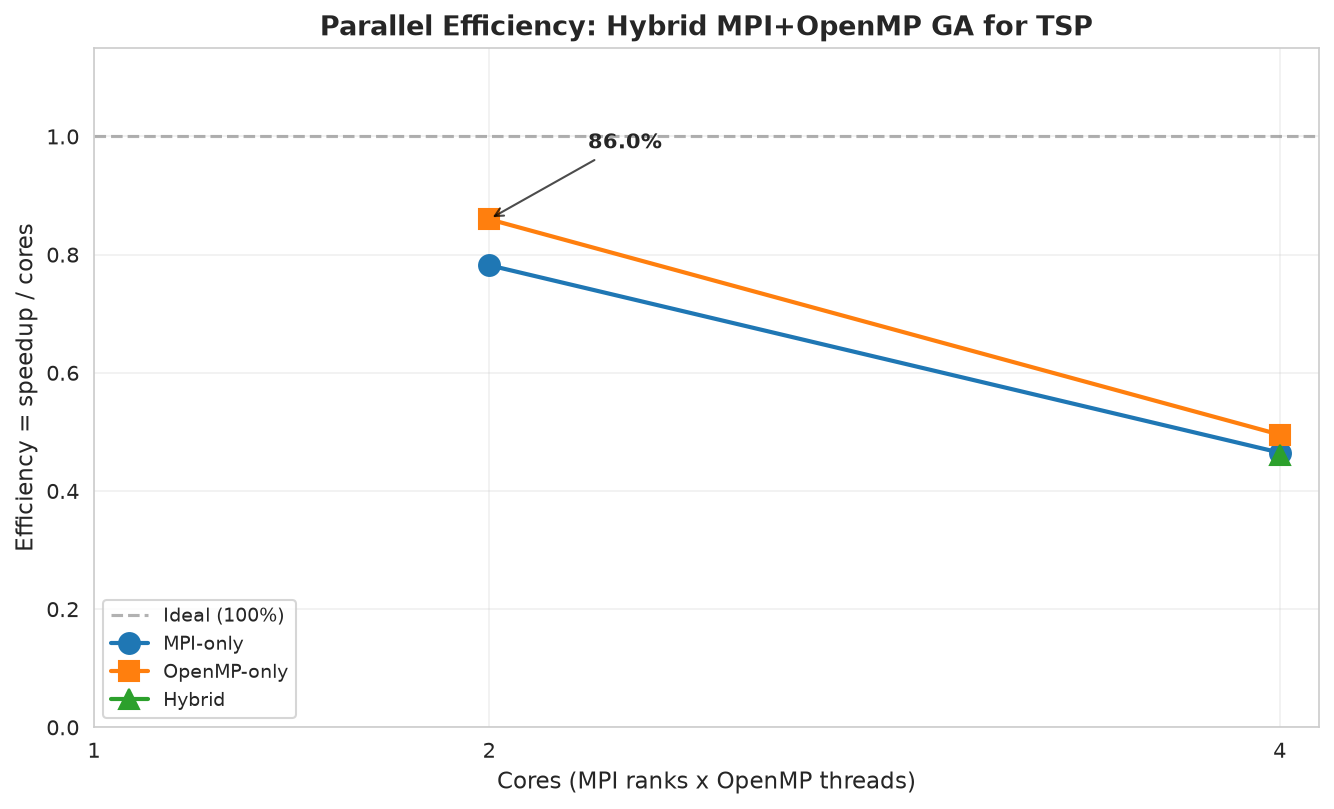 Parallel Efficiency: Hybrid MPI+OpenMP GA for TSP
Efficiency = speedup / cores
1.0
0.8
0.6
0.4
0.2
0.0
86.0%
Ideal (100%)
MPI-only
OpenMP-only
Hybrid
1
2
4
Cores (MPI ranks x OpenMP threads)